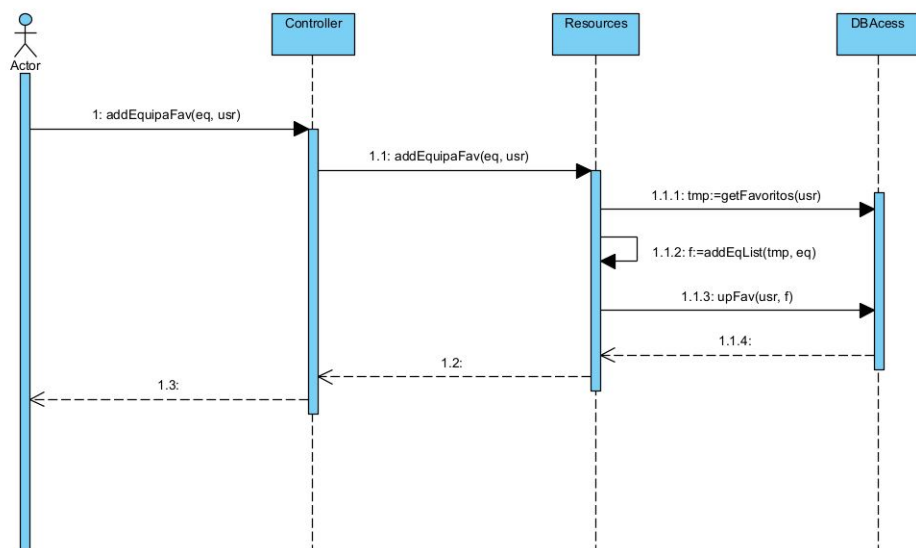 Controller
Resources
DBAcess
Actor
1: addEquipaFav(eq, usr)
1.1: addEquipaFav(eq, usr)
1.1.1: tmp:=getFavoritos(usr)
1.1.2: f:=addEqList(tmp, eq)
1.1.3: upFav(usr, f)
1.1.4:
1.2:
1.3: